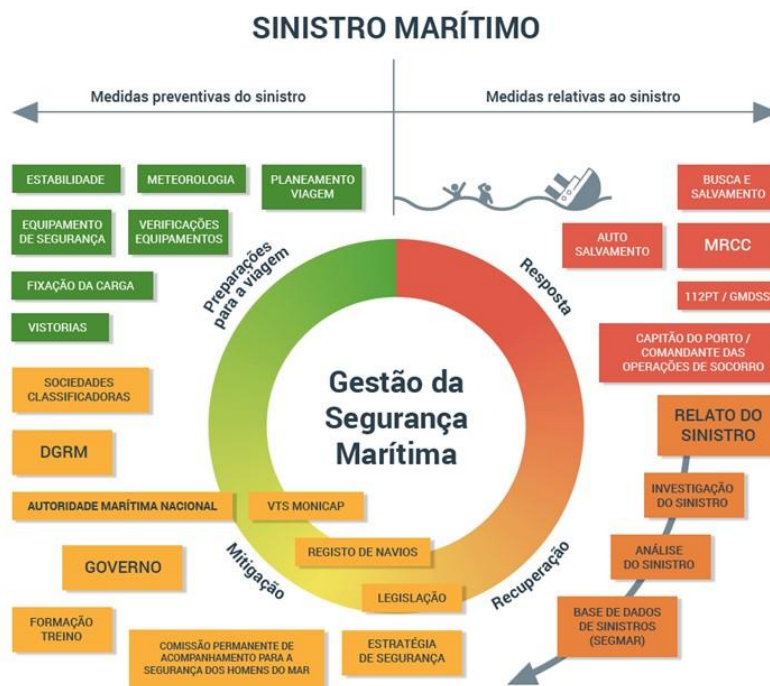 SINISTRO MARÍTIMO
Medidas preventivas do sinistro
Medidas relativas ao sinistro
ESTABILIDADE
METEOROLOGIA
PLANEAMENTO
VIAGEM
EQUIPAMENTO
DE SEGURANÇA
VERIFICAÇÕES
EQUIPAMENTOS
FIXAÇÃO DA CARGA
VISTORIAS
Preparações
para a viagem
BUSCA E
SALVAMENTO
AUTO
SALVAMENTO
MRCC
112PT / GMDSS
CAPITÃO DO PORTO /
COMANDANTE DAS
OPERAÇÕES DE SOCORRO
Resposta
Gestão da
Segurança
Marítima
SOCIEDADES
CLASSIFICADORAS
DGRM
AUTORIDADE MARÍTIMA NACIONAL
VTS MONICAP
REGISTO DE NAVIOS
GOVERNO
LEGISLAÇÃO
FORMAÇÃO
TREINO
COMISSÃO PERMANENTE DE
ACOMPANHAMENTO PARA A
SEGURANÇA DOS HOMENS DO MAR
ESTRATÉGIA
DE SEGURANÇA
Mitigação
Recuperação
RELATO DO
SINISTRO
INVESTIGAÇÃO
DO SINISTRO
ANÁLISE
DO SINISTRO
BASE DE DADOS
DE SINISTROS
(SEGMAR)